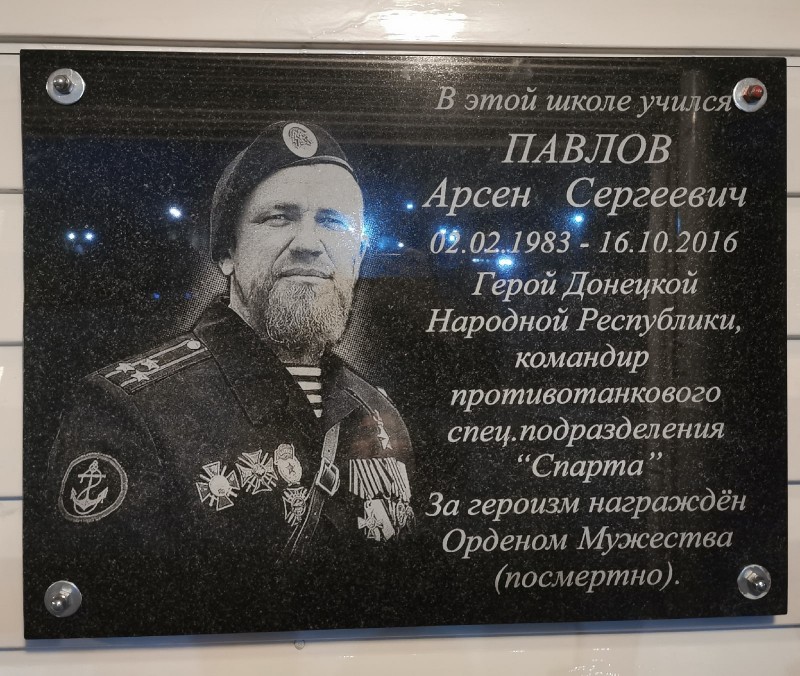 В этой школе учился
ПАВЛОВ
Арсен Сергеевич
02.02.1983 - 16.10.2016
Герой Донецкой
Народной Республики,
командир
противотанкового
спец.подразделения
“Спарта”
За героизм награждён
Орденом Мужества
(посмертно).